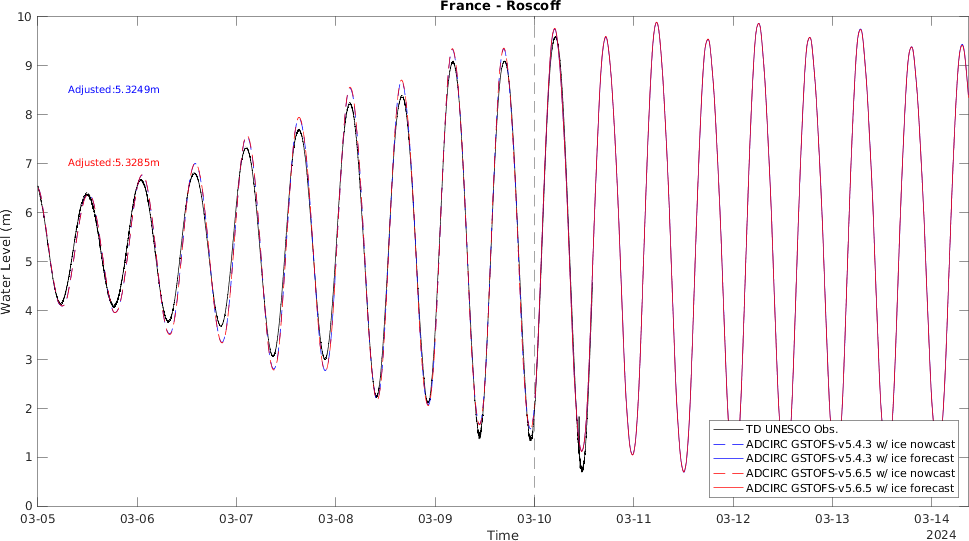 France - Roscoff
10
9
8
7
6
5
4
3
2
1
0
Water Level (m)
Adjusted:5.3249m
Adjusted:5.3285m
TD UNESCO Obs.
ADCIRC GSTOFS-v5.4.3 w/ ice nowcast
ADCIRC GSTOFS-v5.4.3 w/ ice forecast
ADCIRC GSTOFS-v5.6.5 w/ ice nowcast
ADCIRC GSTOFS-v5.6.5 w/ ice forecast
03-05 03-06 03-07 03-08 03-09 03-10 03-11 03-12 03-13 03-14
2024
Time